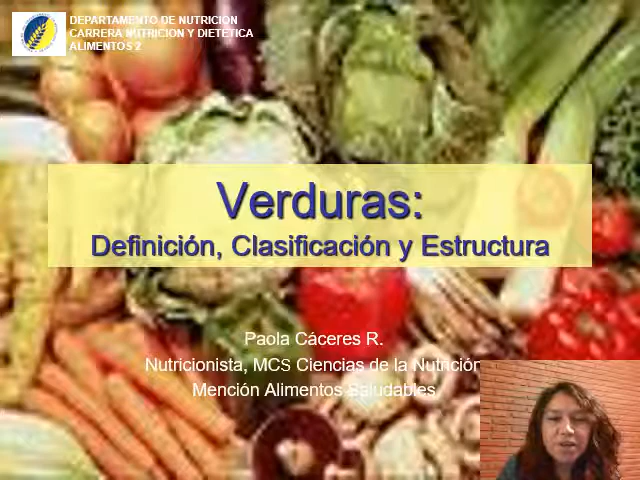 DEPARTAMENTO DE NUTRICION
CARRERA NUTRICION Y DIETETICA
ALIMENTOS 2
Verduras:
Definición, Clasificación y Estructura
Paola Cáceres R.
Nutricionista, MCS Ciencias de la Nutrición
Mención Alimentos Saludables